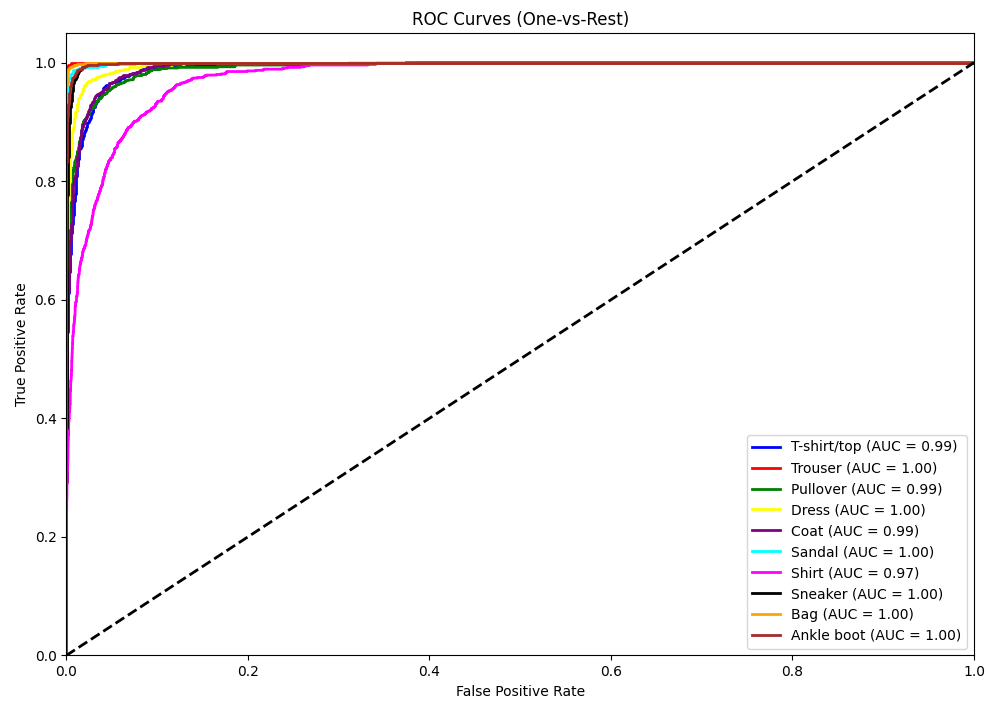 ROC Curves (One-vs-Rest)
True Positive Rate
1.0
0.8
0.6
0.4
0.2
0.0
T-shirt/top (AUC = 0.99)
Trouser (AUC = 1.00)
Pullover (AUC = 0.99)
Dress (AUC = 1.00)
Coat (AUC = 0.99)
Sandal (AUC = 1.00)
Shirt (AUC = 0.97)
Sneaker (AUC = 1.00)
Bag (AUC = 1.00)
Ankle boot (AUC = 1.00)
0.0 0.2 0.4 0.6 0.8 1.0
False Positive Rate